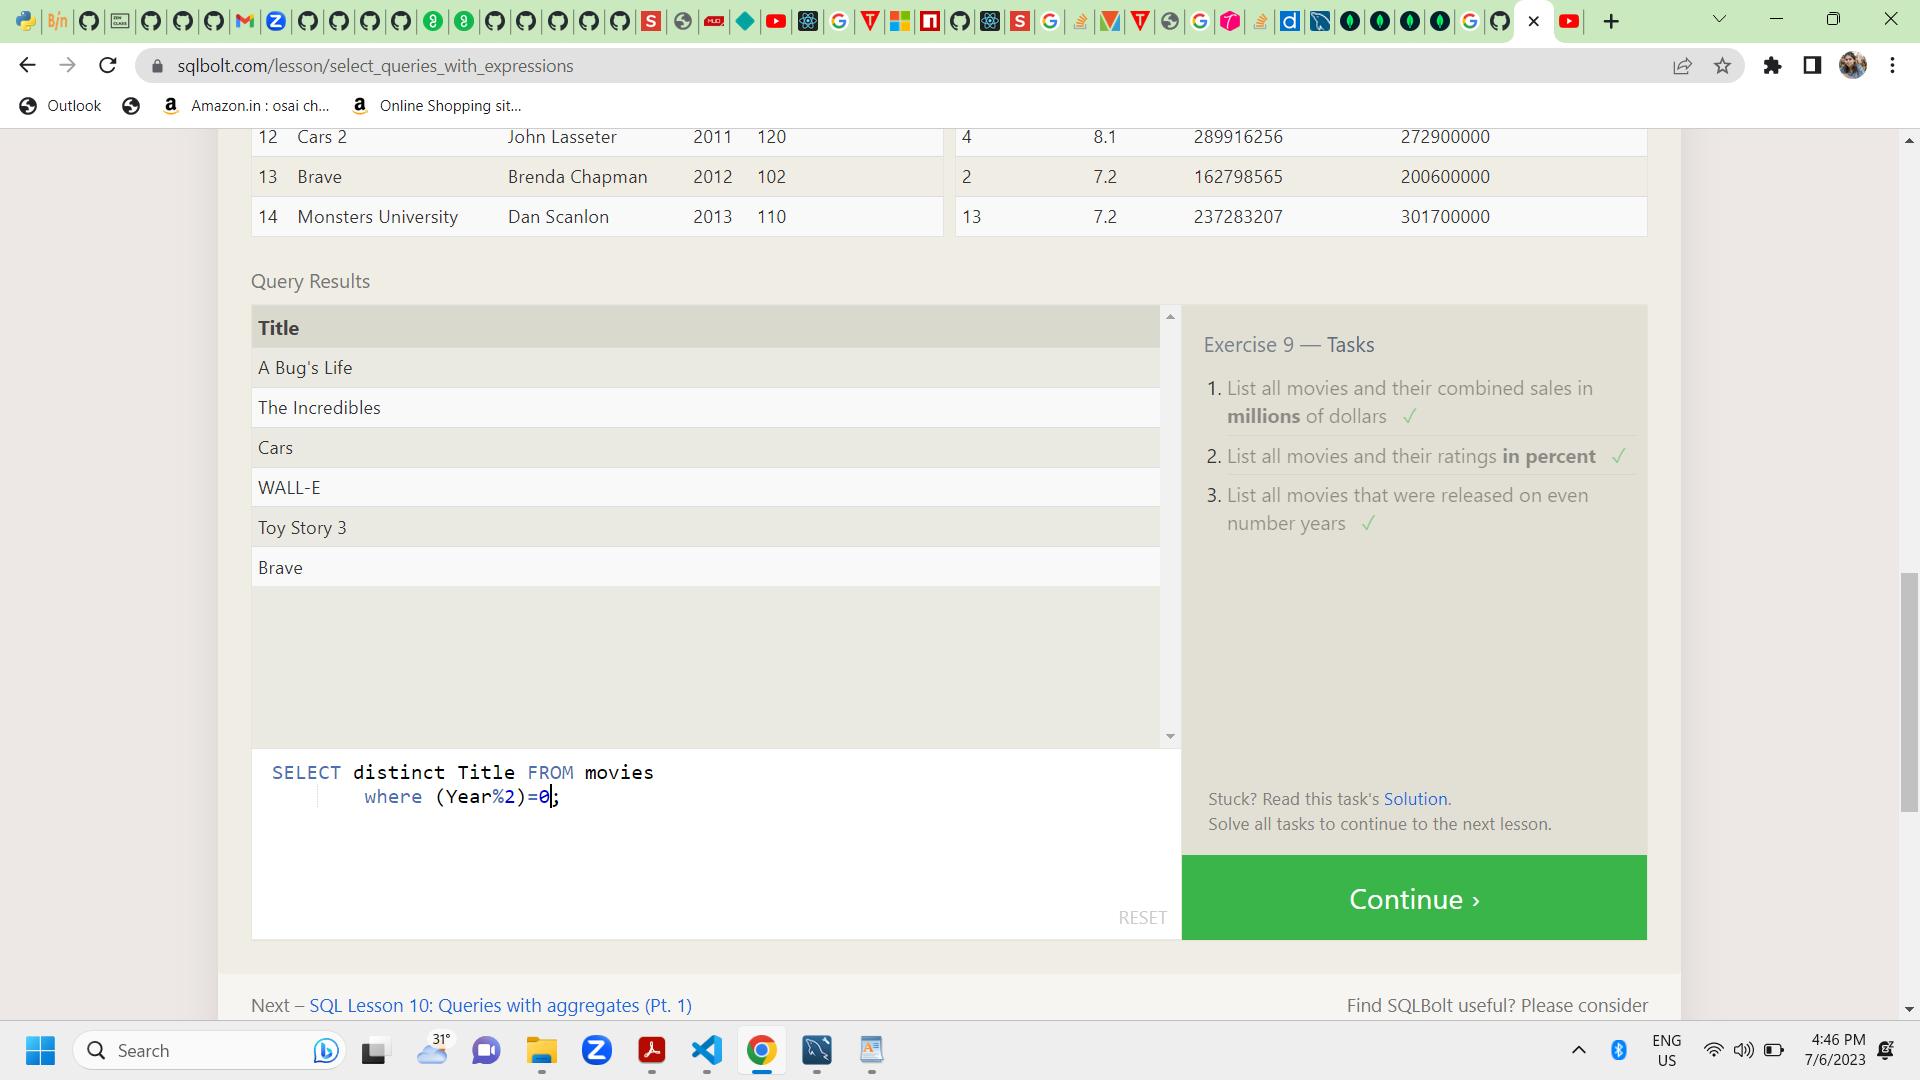 sqlbolt.com/lesson/select_queries_with_expressions
Outlook
Amazon.in : osai ch...
Online Shopping sit...
12 Cars 2 John Lasseter 2011 120
13 Brave Brenda Chapman 2012 102
14 Monsters University Dan Scanlon 2013 110
4 8.1 289916256 272900000
2 7.2 162798565 200600000
13 7.2 237283207 301700000
Query Results
Title
A Bug's Life
The Incredibles
Cars
WALL-E
Toy Story 3
Brave
SELECT distinct Title FROM movies
where (Year%2)=0;
RESET
Exercise 9 — Tasks
1. List all movies and their combined sales in
millions of dollars ✓
2. List all movies and their ratings in percent ✓
3. List all movies that were released on even
number years ✓
Stuck? Read this task's Solution.
Solve all tasks to continue to the next lesson.
Continue ›
Next – SQL Lesson 10: Queries with aggregates (Pt. 1)
Find SQLBolt useful? Please consider
Search
31°
ENG
US
4:46 PM
7/6/2023